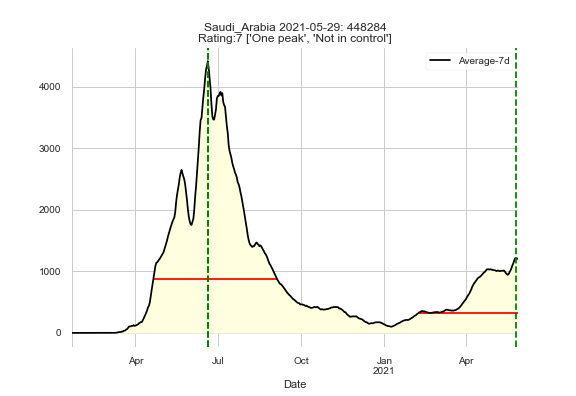 Saudi_Arabia 2021-05-29: 448284
Rating:7 ['One peak', 'Not in control']
Average-7d
4000
3000
2000
1000
0
Apr
Jul
Oct
Jan
2021
Apr
Date